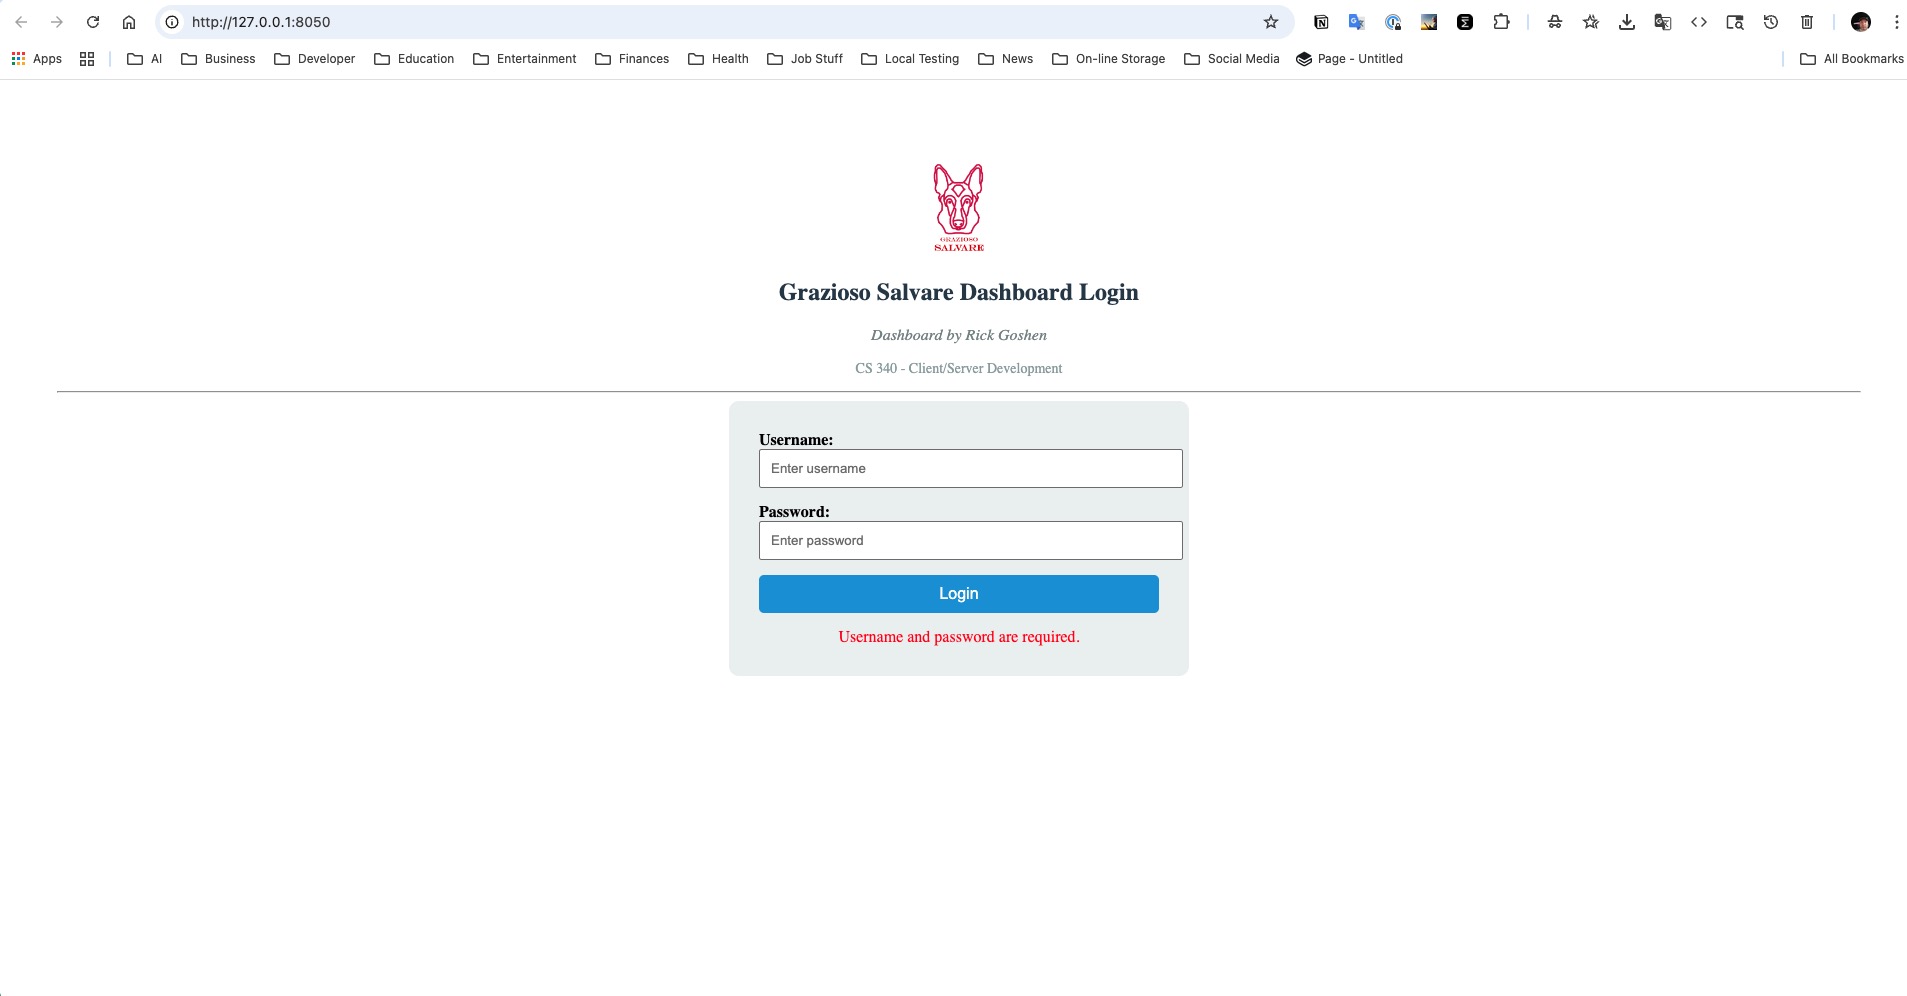 http://127.0.0.1:8050
Apps AI Business Developer Education Entertainment Finances Health Job Stuff Local Testing News On-line Storage Social Media Page - Untitled All Bookmarks
GRAZIOSO
SALVARE
Grazioso Salvare Dashboard Login
Dashboard by Rick Goshen
CS 340 - Client/Server Development
Username:
Enter username
Password:
Enter password
Login
Username and password are required.